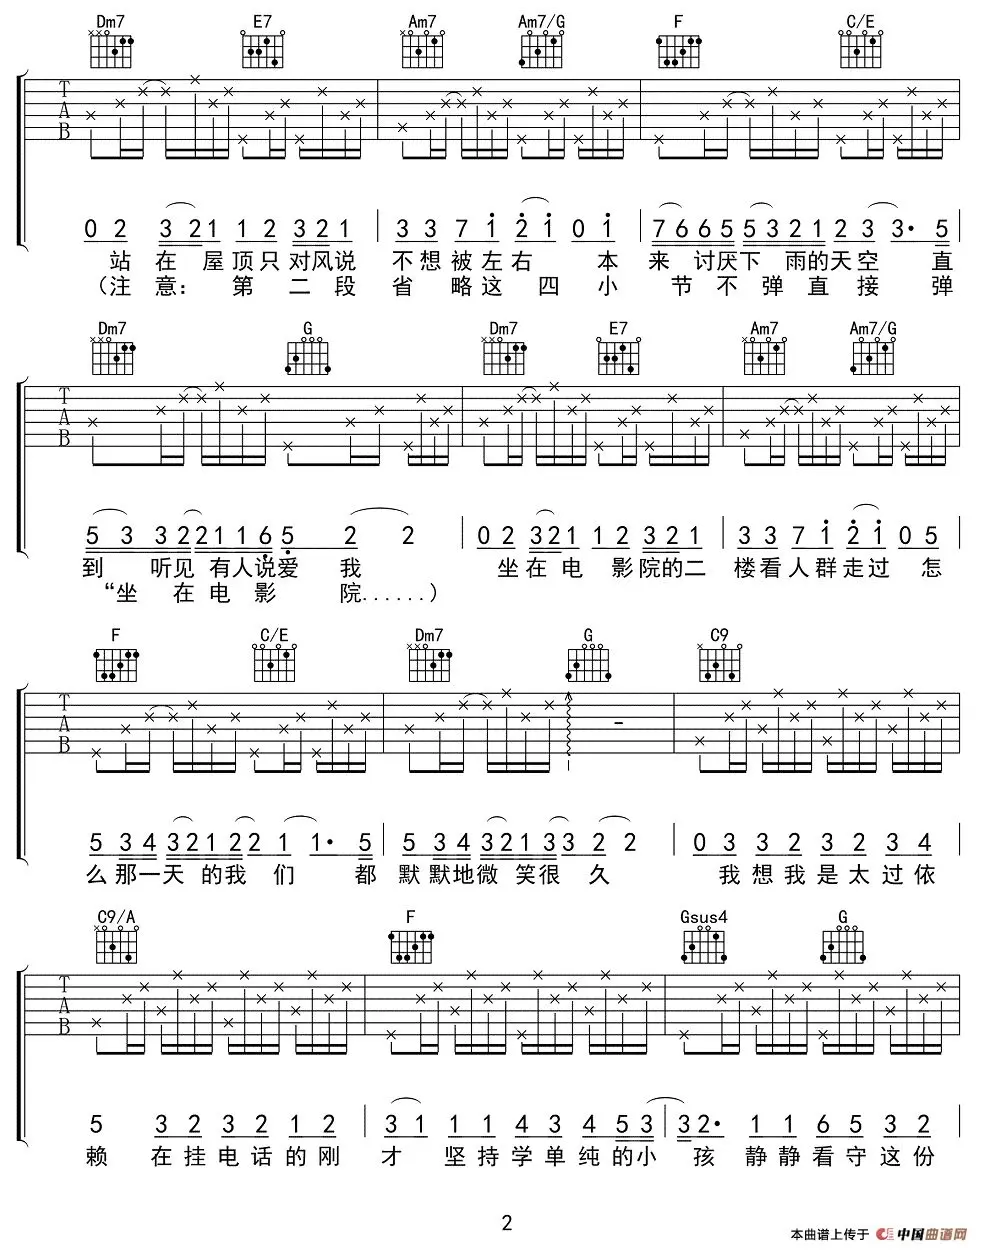 Dm7 E7 Am7 Am7/G F C/E
T A B
0 2 3 2 1 1 2 3 2 1 3 3 7 1 2 1 0 1 7 6 6 5 5 3 2 1 2 3 3· 5
站 在 屋 顶 只 对 风 说 不 想 被 左 右 本 来 讨 厌 下 雨 的 天 空 直
(注 意: 第 二 段 省 略 这 四 小 节 不 弹 直 接 弹
Dm7 G Dm7 E7 Am7 Am7/G
T A B
5 3 3 2 2 1 1 6 5 2 2 0 2 3 2 1 1 2 3 2 1 3 3 7 1 2 1 0 5
到 听 见 有 人 说 爱 我 坐 在 电 影 院 的 二 楼 看 人 群 走 过 怎
“坐 在 电 影 院......)
F C/E Dm7 G C9
T A B
5 3 4 3 2 1 2 2 1 1· 5 5 3 4 3 2 1 3 3 2 2 0 3 3 2 3 2 3 4
么 那 一 天 的 我 们 都 默 默 地 微 笑 很 久 我 想 我 是 太 过 依
C9/A F Gsus4 G
T A B
5 3 2 3 2 1 2 3 1 1 1 4 3 4 5 3 3 2· 1 1 6 5 3 2
赖 在 挂 电 话 的 刚 才 坚 持 学 单 纯 的 小 孩 静 静 看 守 这 份
2
本曲谱上传于 中国曲谱网